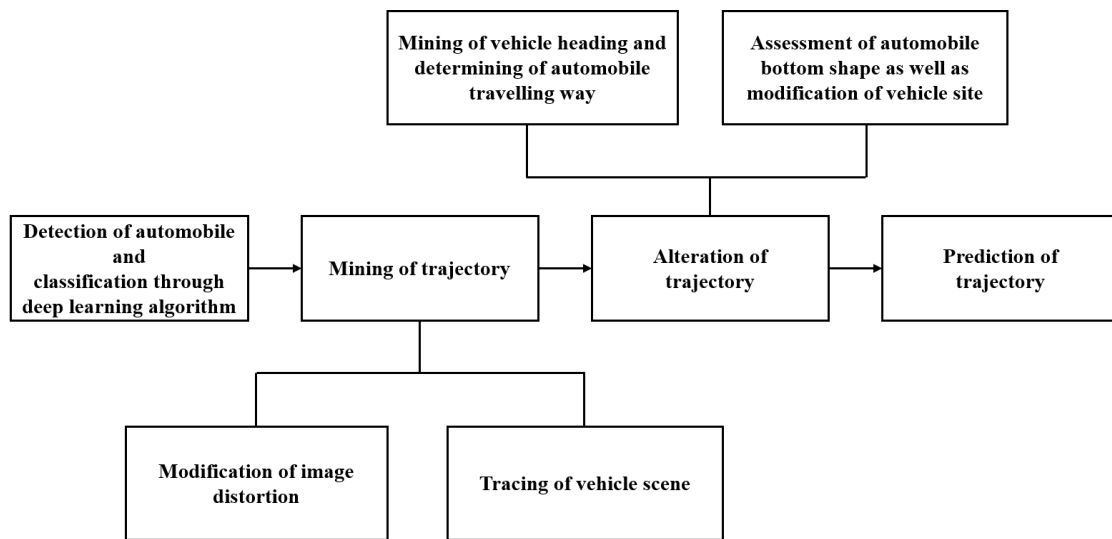 Mining of vehicle heading and
determining of automobile
travelling way
Assessment of automobile
bottom shape as well as
modification of vehicle site
Detection of automobile
and
classification through
deep learning algorithm
Mining of trajectory
Alteration of
trajectory
Prediction of
trajectory
Modification of image
distortion
Tracing of vehicle scene